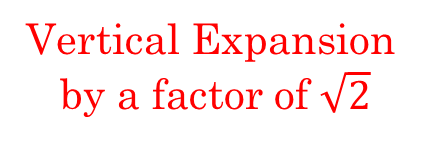 Vertical Expansion
by a factor of √2